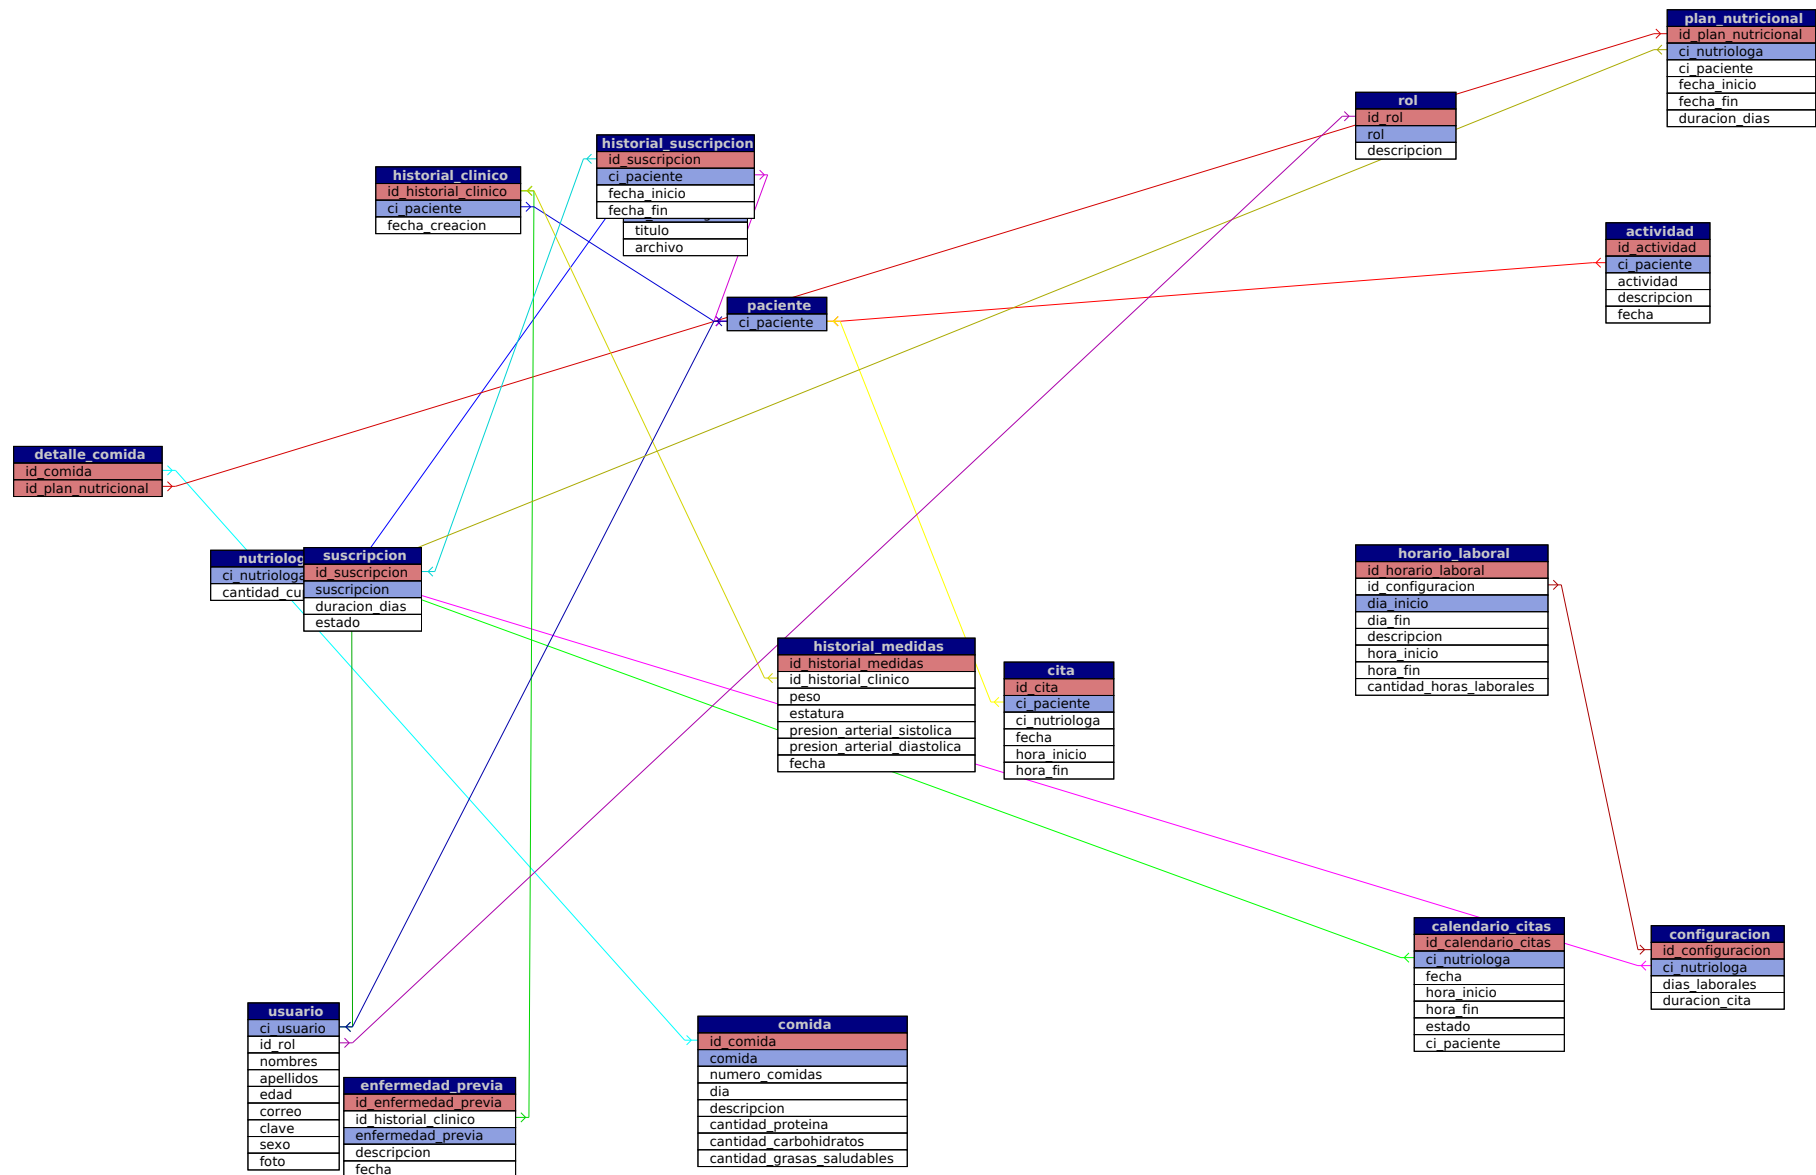 plan_nutricional
id_plan_nutricional
ci_nutriologa
ci_paciente
fecha_inicio
fecha_fin
duracion_dias
rol
id_rol
rol
descripcion
historial_suscripcion
id_suscripcion
ci_paciente
fecha_inicio
fecha_fin
titulo
archivo
historial_clinico
id_historial_clinico
ci_paciente
fecha_creacion
actividad
id_actividad
ci_paciente
actividad
descripcion
fecha
paciente
ci_paciente
detalle_comida
id_comida
id_plan_nutricional
nutriolog
ci_nutriologa
cantidad_cu
suscripcion
id_suscripcion
suscripcion
duracion_dias
estado
horario_laboral
id_horario_laboral
id_configuracion
dia_inicio
dia_fin
descripcion
hora_inicio
hora_fin
cantidad_horas_laborales
historial_medidas
id_historial_medidas
id_historial_clinico
peso
estatura
presion_arterial_sistolica
presion_arterial_diastolica
fecha
cita
id_cita
ci_paciente
ci_nutriologa
fecha
hora_inicio
hora_fin
calendario_citas
id_calendario_citas
ci_nutriologa
fecha
hora_inicio
hora_fin
estado
ci_paciente
configuracion
id_configuracion
ci_nutriologa
dias_laborales
duracion_cita
usuario
ci_usuario
id_rol
nombres
apellidos
edad
correo
clave
sexo
foto
enfermedad_previa
id_enfermedad_previa
id_historial_clinico
enfermedad_previa
descripcion
fecha
comida
id_comida
comida
numero_comidas
dia
descripcion
cantidad_proteina
cantidad_carbohidratos
cantidad_grasas_saludables